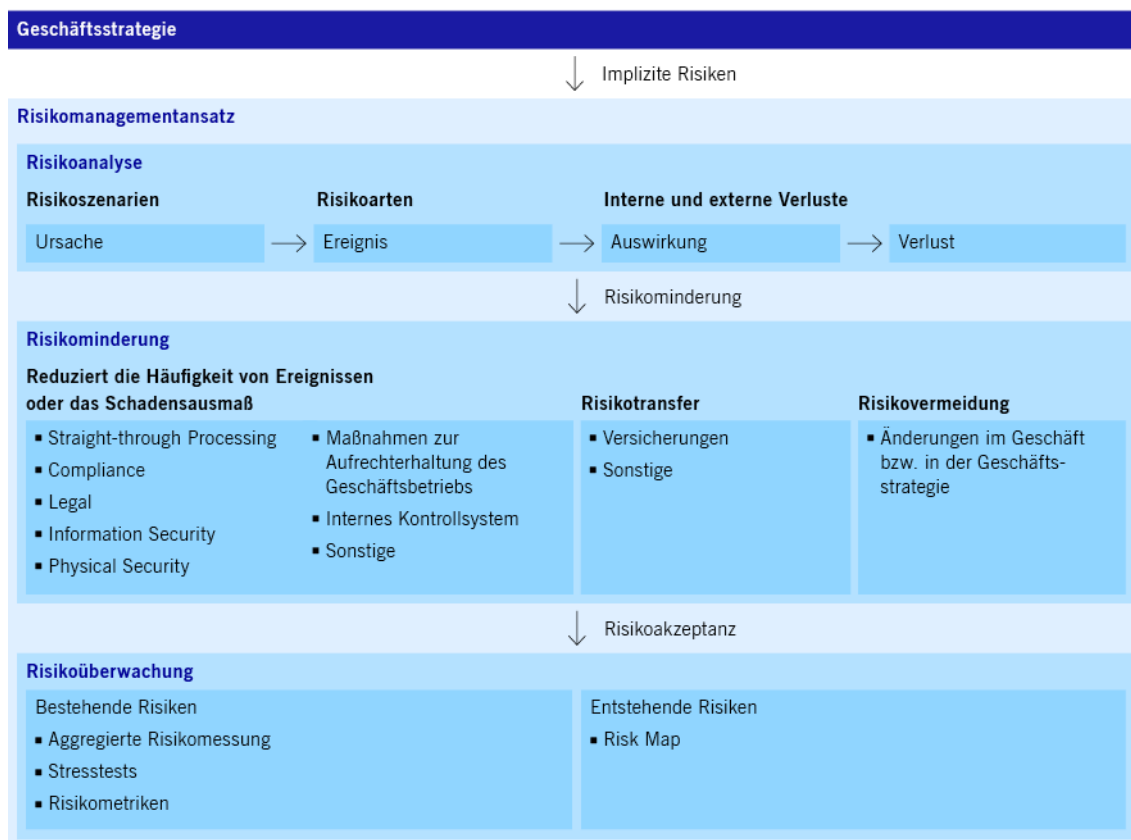 Geschäftsstrategie
Implizite Risiken
Risikomanagementansatz
Risikoanalyse
Risikoszenarien
Risikoarten
Interne und externe Verluste
Ursache
Ereignis
Auswirkung
Verlust
Risikominderung
Risikominderung
Reduziert die Häufigkeit von Ereignissen
oder das Schadensausmaß
▪ Straight-through Processing
▪ Compliance
▪ Legal
▪ Information Security
▪ Physical Security
▪ Maßnahmen zur
Aufrechterhaltung des
Geschäftsbetriebs
▪ Internes Kontrollsystem
▪ Sonstige
Risikotransfer
▪ Versicherungen
▪ Sonstige
Risikovermeidung
▪ Änderungen im Geschäft
bzw. in der Geschäfts-
strategie
Risikoakzeptanz
Risikoüberwachung
Bestehende Risiken
▪ Aggregierte Risikomessung
▪ Stresstests
▪ Risikometriken
Entstehende Risiken
▪ Risk Map